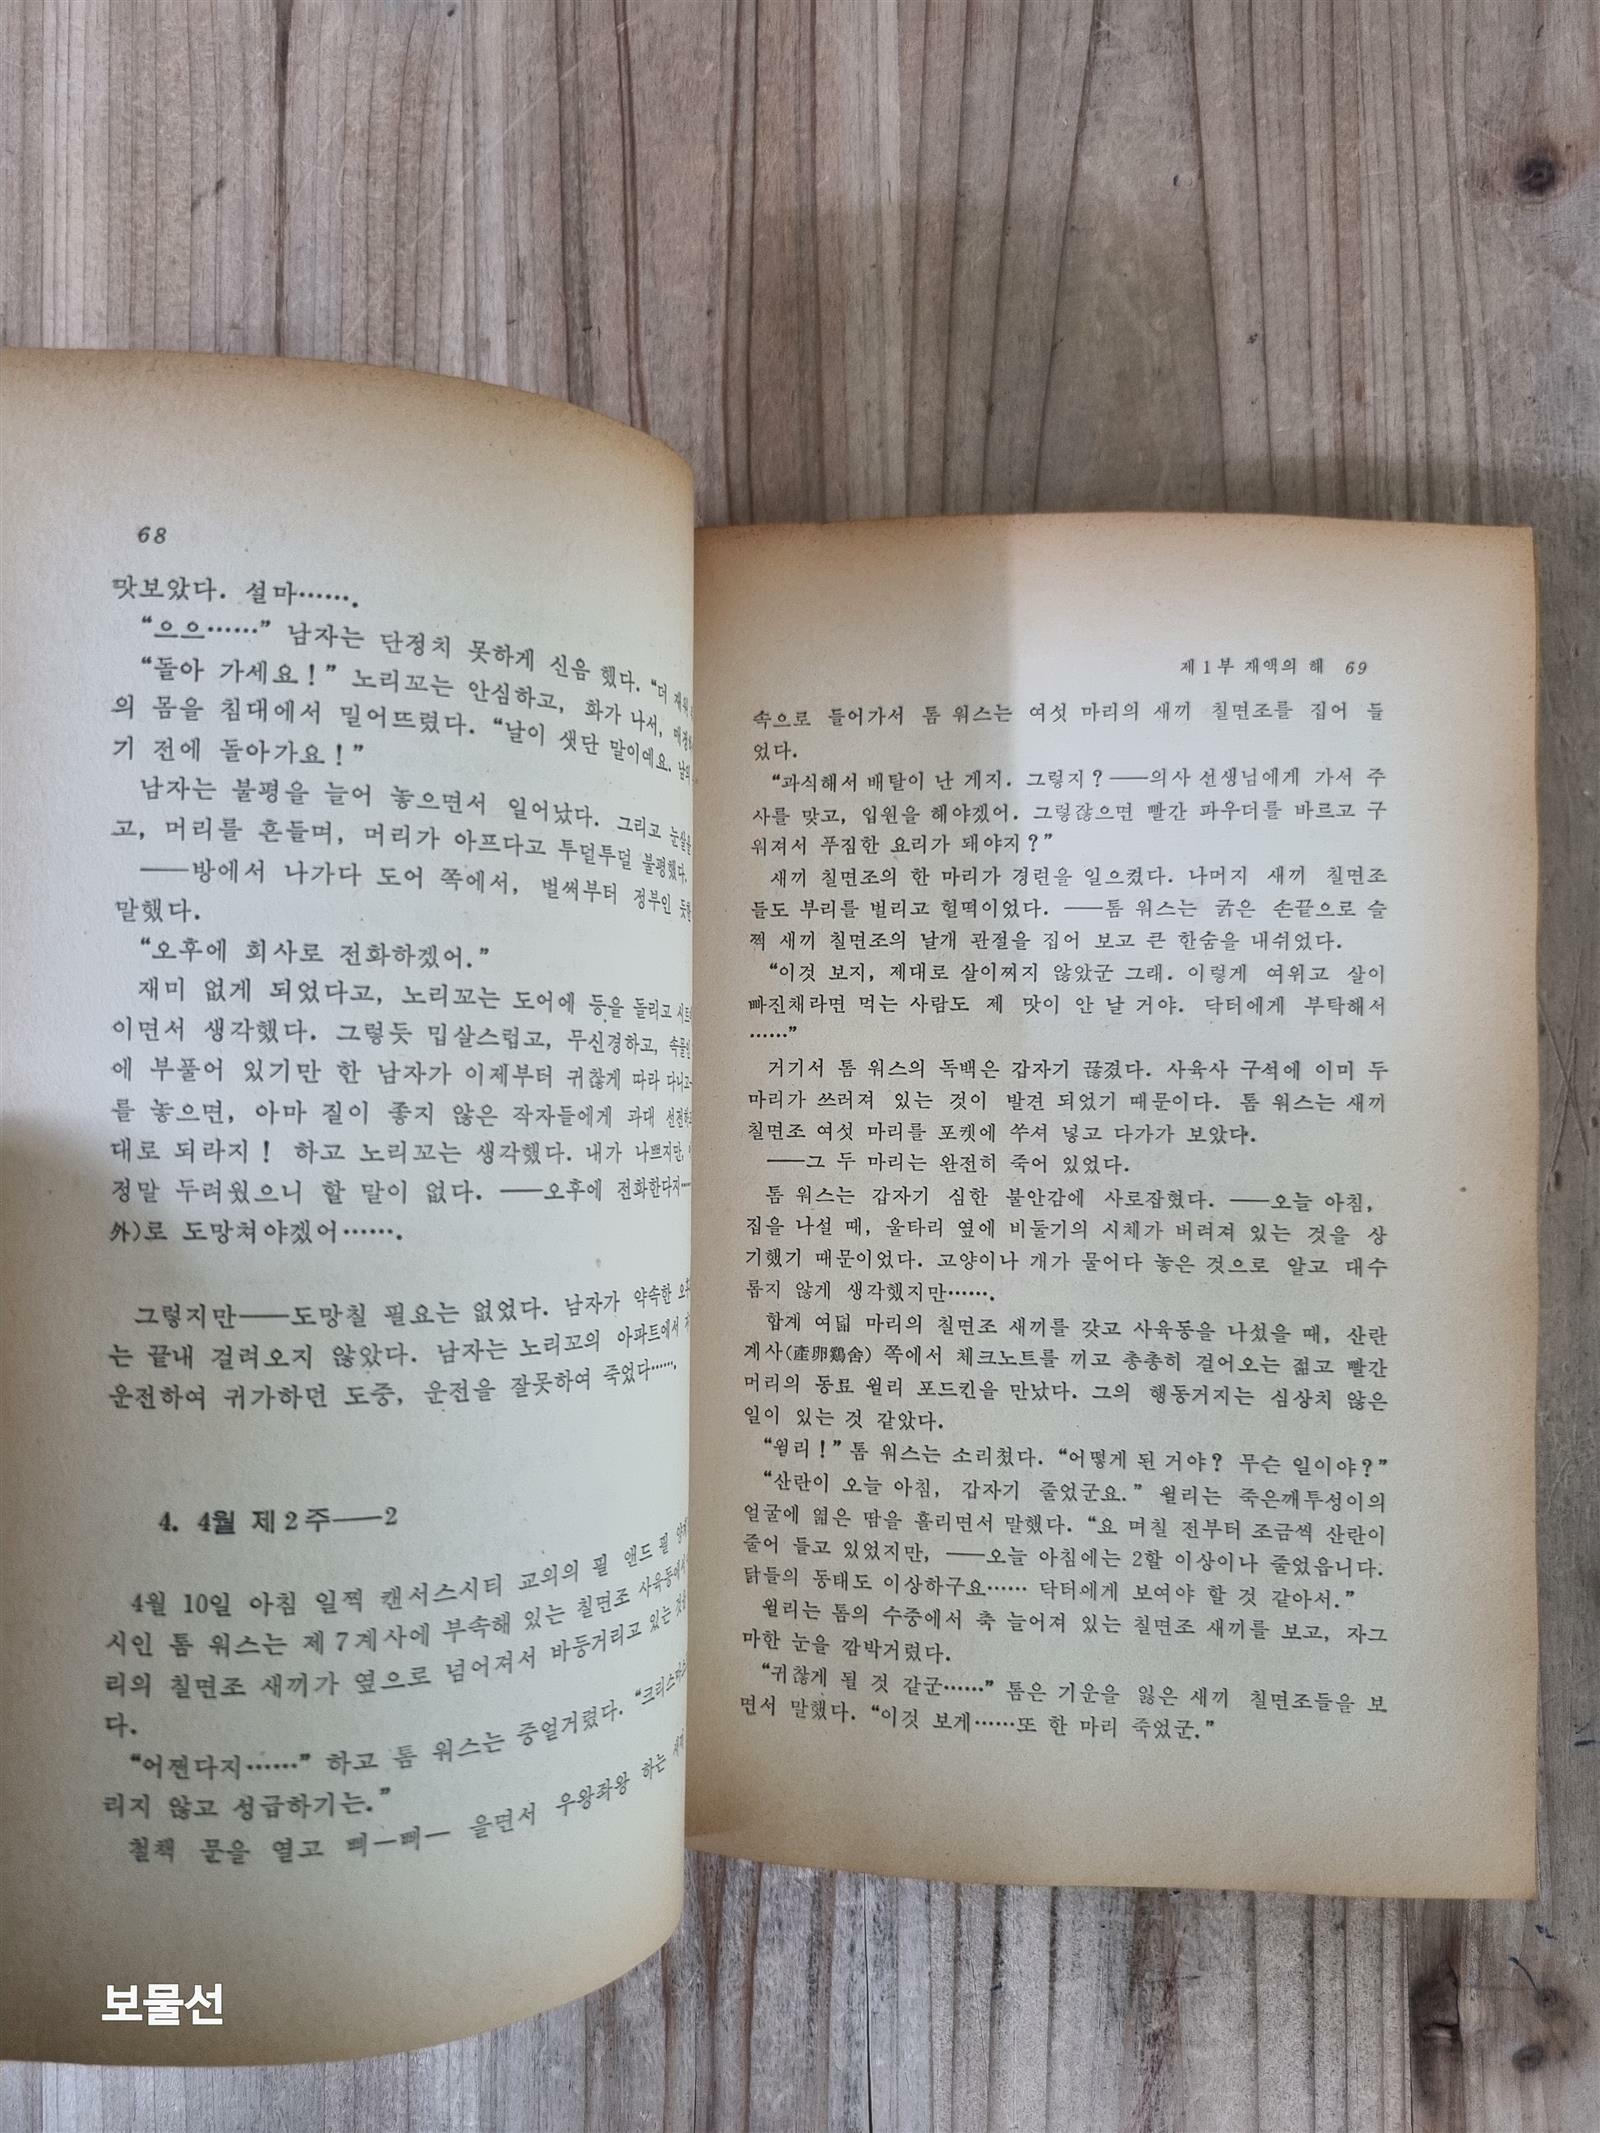 68
맛보았다. 설마…….
“으으……” 남자는 단정치 못하게 신음 했다. “더 재워
“돌아 가세요!” 노리꼬는 안심하고, 화가 나서, 매정하
의 몸을 침대에서 밀어뜨렸다. “날이 샛단 말이예요. 남의
기 전에 돌아가요!”
남자는 불평을 늘어 놓으면서 일어났다. 그리고 눈살을
고, 머리를 흔들며, 머리가 아프다고 투덜투덜 불평했다.
──방에서 나가다 도어 쪽에서, 벌써부터 정부인 듯한
말했다.
“오후에 회사로 전화하겠어.”
재미 없게 되었다고, 노리꼬는 도어에 등을 돌리고 시트
이면서 생각했다. 그렇듯 밉살스럽고, 무신경하고, 속물인
에 부풀어 있기만 한 남자가 이제부터 귀찮게 따라 다니고
를 놓으면, 아마 질이 좋지 않은 작자들에게 과대 선전하고
대로 되라지! 하고 노리꼬는 생각했다. 내가 나쁘지만,
정말 두려웠으니 할 말이 없다. ──오후에 전화한다지……
外)로 도망쳐야겠어…….
그렇지만──도망칠 필요는 없었다. 남자가 약속한 오후
는 끝내 걸려오지 않았다. 남자는 노리꼬의 아파트에서
운전하여 귀가하던 도중, 운전을 잘못하여 죽었다…….
4. 4월 제2주──2
4월 10일 아침 일찍 캔서스시티 교외의 필 앤드 필 양계
시인 톰 워스는 제7계사에 부속해 있는 칠면조 사육동에서
리의 칠면조 새끼가 옆으로 넘어져서 바둥거리고 있는 것을
다.
“어쩐다지……” 하고 톰 워스는 중얼거렸다. “크리스마스
리지 않고 성급하기는.”
철책 문을 열고 삐─삐─ 울면서 우왕좌왕 하는 새끼
제1부 재액의 해 69
속으로 들어가서 톰 워스는 여섯 마리의 새끼 칠면조를 집어 들
었다.
“과식해서 배탈이 난 게지. 그렇지?──의사 선생님에게 가서 주
사를 맞고, 입원을 해야겠어. 그렇잖으면 빨간 파우더를 바르고 구
워져서 푸짐한 요리가 돼야지?”
새끼 칠면조의 한 마리가 경련을 일으켰다. 나머지 새끼 칠면조
들도 부리를 벌리고 헐떡이었다. ──톰 워스는 굵은 손끝으로 슬
쩍 새끼 칠면조의 날개 관절을 집어 보고 큰 한숨을 내쉬었다.
“이것 보지, 제대로 살이찌지 않았군 그래. 이렇게 여위고 살이
빠진채라면 먹는 사람도 제 맛이 안 날 거야. 닥터에게 부탁해서
……”
거기서 톰 워스의 독백은 갑자기 끊겼다. 사육사 구석에 이미 두
마리가 쓰러져 있는 것이 발견 되었기 때문이다. 톰 워스는 새끼
칠면조 여섯 마리를 포켓에 쑤셔 넣고 다가가 보았다.
──그 두 마리는 완전히 죽어 있었다.
톰 워스는 갑자기 심한 불안감에 사로잡혔다. ──오늘 아침,
집을 나설 때, 울타리 옆에 비둘기의 시체가 버려져 있는 것을 상
기했기 때문이었다. 고양이나 개가 물어다 놓은 것으로 알고 대수
롭지 않게 생각했지만…….
합계 여덟 마리의 칠면조 새끼를 갖고 사육동을 나섰을 때, 산란
계사(産卵鷄舍) 쪽에서 체크노트를 끼고 총총히 걸어오는 젊고 빨간
머리의 동료 윌리 포드킨을 만났다. 그의 행동거지는 심상치 않은
일이 있는 것 같았다.
“윌리!” 톰 워스는 소리쳤다. “어떻게 된 거야? 무슨 일이야?”
“산란이 오늘 아침, 갑자기 줄었군요.” 윌리는 죽은깨투성이의
얼굴에 엷은 땀을 흘리면서 말했다. “요 며칠 전부터 조금씩 산란이
줄어 들고 있었지만, ──오늘 아침에는 2할 이상이나 줄었읍니다.
닭들의 동태도 이상하구요…… 닥터에게 보여야 할 것 같아서.”
윌리는 톰의 수중에서 축 늘어져 있는 칠면조 새끼를 보고, 자그
마한 눈을 깜박거렸다.
“귀찮게 될 것 같군……” 톰은 기운을 잃은 새끼 칠면조들을 보
면서 말했다. “이것 보게……또 한 마리 죽었군.”
보물선